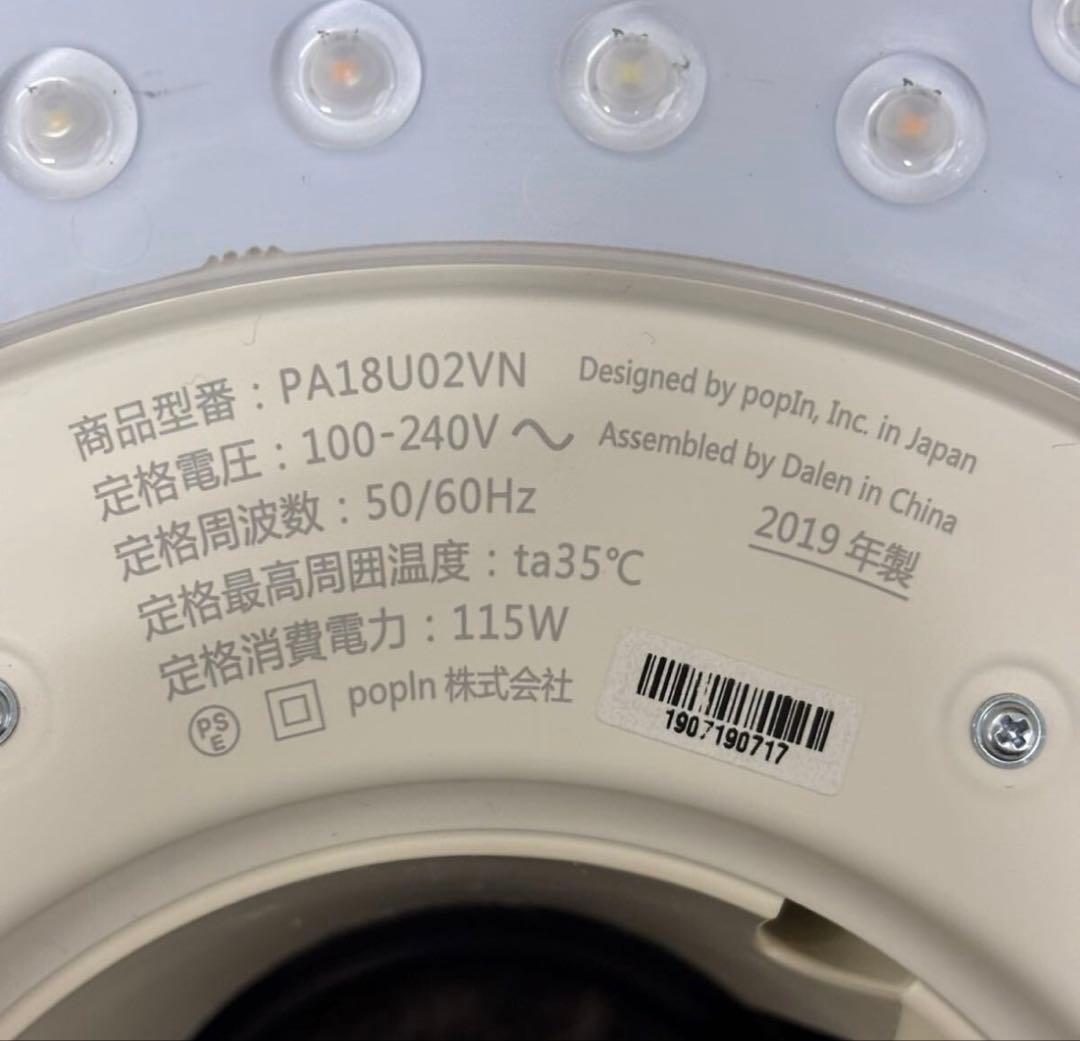 商品型番：PA18U02VN
定格電圧：100-240V～
定格周波数：50/60Hz
定格最高周囲温度：ta35℃
定格消費電力：115W
PSE popIn 株式会社
Designed by popIn, Inc. in Japan
Assembled by Dalen in China
2019 年製
1907190717